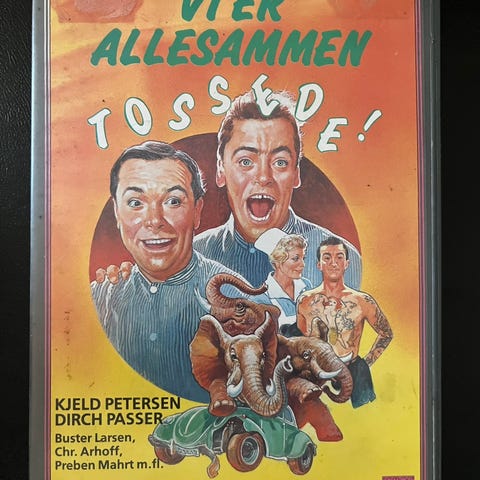 VI ER
ALLESAMMEN
TOSSEDE!
KJELD PETERSEN
DIRCH PASSER
Buster Larsen,
Chr. Arhoff,
Preben Mahrt m.fl.